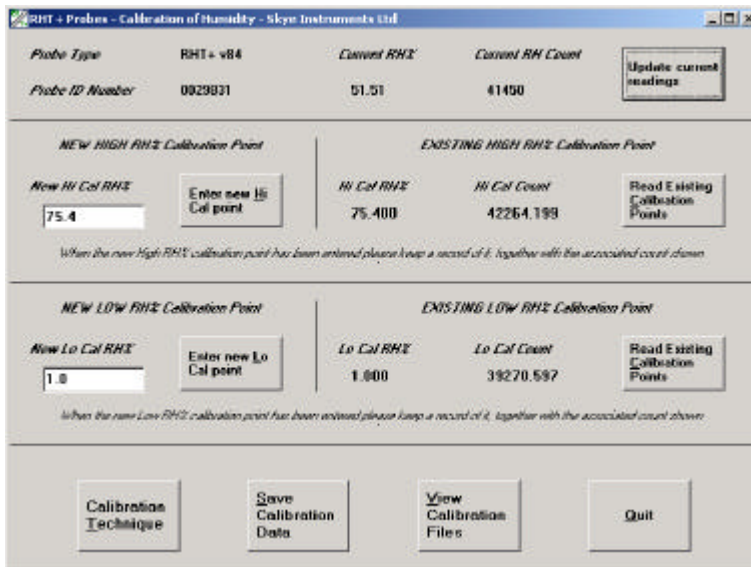 RHT + Probes - Calibration of Humidity - Skye Instruments Ltd
Probe Type RHT+ v84 Current RH% Current RH Count Update current readings
Probe ID Number 0029831 51.51 41450
NEW HIGH RH% Calibration Point EXISTING HIGH RH% Calibration Point
New Hi Cal RH% Enter new Hi Cal point Hi Cal RH% Hi Cal Count Read Existing Calibration Points
75.4 75.400 42264.199
When the new High RH% calibration point has been entered please keep a record of it, together with the associated count shown
NEW LOW RH% Calibration Point EXISTING LOW RH% Calibration Point
New Lo Cal RH% Enter new Lo Cal point Lo Cal RH% Lo Cal Count Read Existing Calibration Points
1.0 1.000 39270.597
When the new Low RH% calibration point has been entered please keep a record of it, together with the associated count shown
Calibration Technique Save Calibration Data View Calibration Files Quit